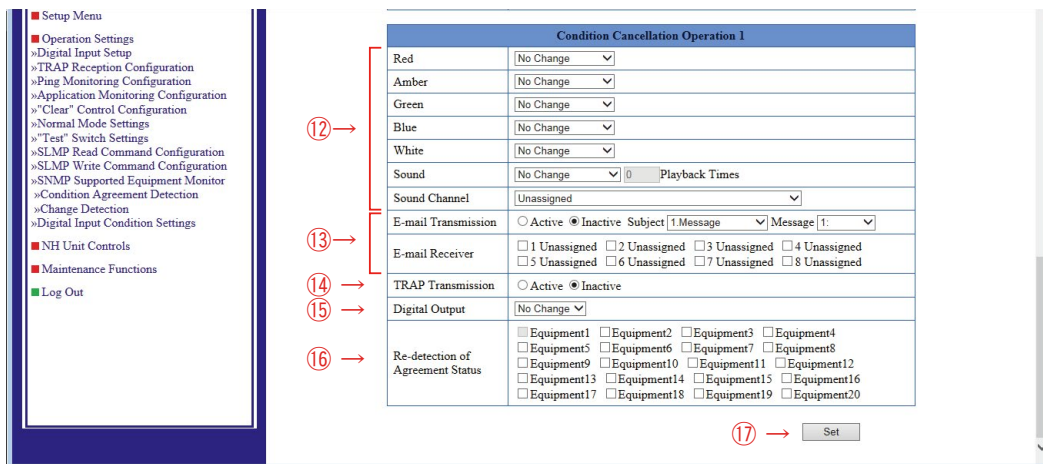 Setup Menu
Operation Settings
»Digital Input Setup
»TRAP Reception Configuration
»Ping Monitoring Configuration
»Application Monitoring Configuration
»"Clear" Control Configuration
»Normal Mode Settings
»"Test" Switch Settings
»SLMP Read Command Configuration
»SLMP Write Command Configuration
»SNMP Supported Equipment Monitor
»Condition Agreement Detection
»Change Detection
»Digital Input Condition Settings
NH Unit Controls
Maintenance Functions
Log Out
Condition Cancellation Operation 1
⑫→
Red No Change
Amber No Change
Green No Change
Blue No Change
White No Change
Sound No Change 0 Playback Times
Sound Channel Unassigned
⑬→
E-mail Transmission Active Inactive Subject 1.Message Message 1:
E-mail Receiver
1 Unassigned 2 Unassigned 3 Unassigned 4 Unassigned
5 Unassigned 6 Unassigned 7 Unassigned 8 Unassigned
⑭ → TRAP Transmission Active Inactive
⑮ → Digital Output No Change
⑯ → Re-detection of
Agreement Status
Equipment1 Equipment2 Equipment3 Equipment4
Equipment5 Equipment6 Equipment7 Equipment8
Equipment9 Equipment10 Equipment11 Equipment12
Equipment13 Equipment14 Equipment15 Equipment16
Equipment17 Equipment18 Equipment19 Equipment20
⑰ → Set